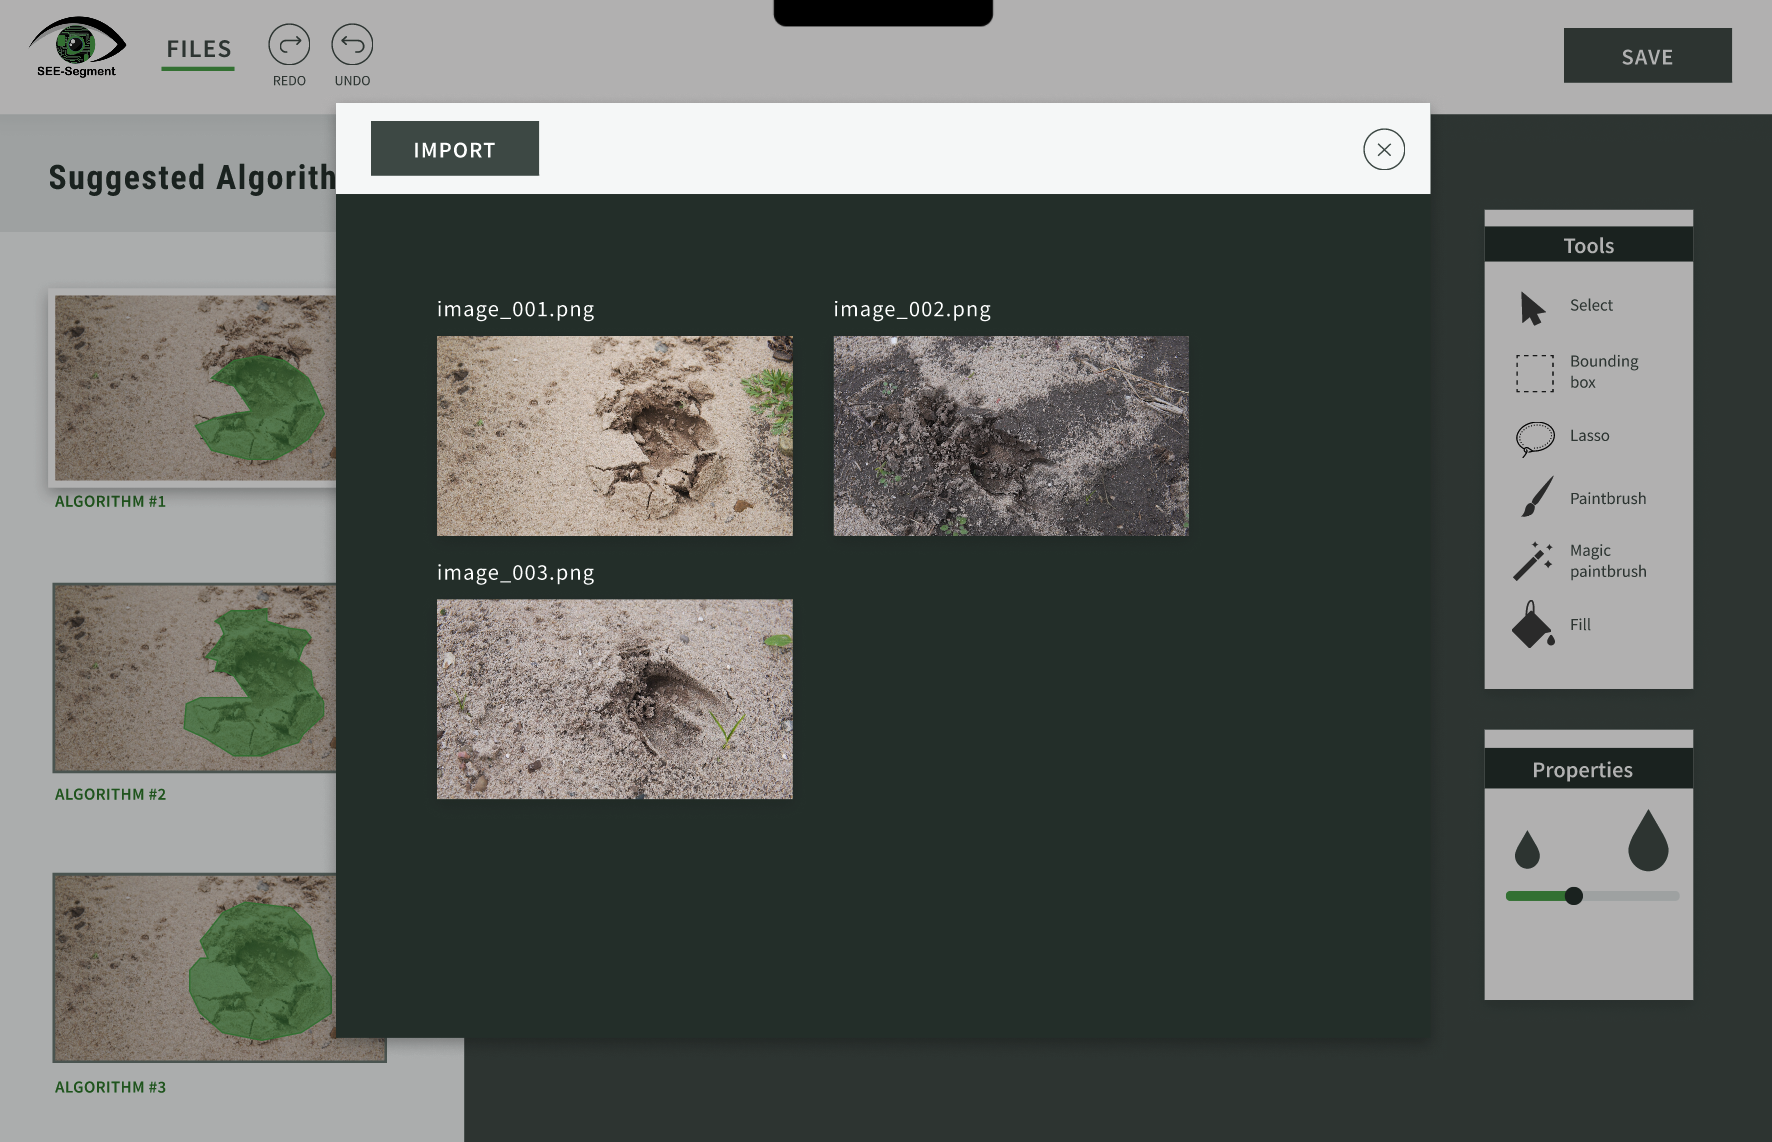 SEE-Segment
FILES
REDO
UNDO
SAVE
IMPORT
Suggested Algorith
image_001.png
image_002.png
image_003.png
ALGORITHM #1
ALGORITHM #2
ALGORITHM #3
Tools
Select
Bounding
box
Lasso
Paintbrush
Magic
paintbrush
Fill
Properties